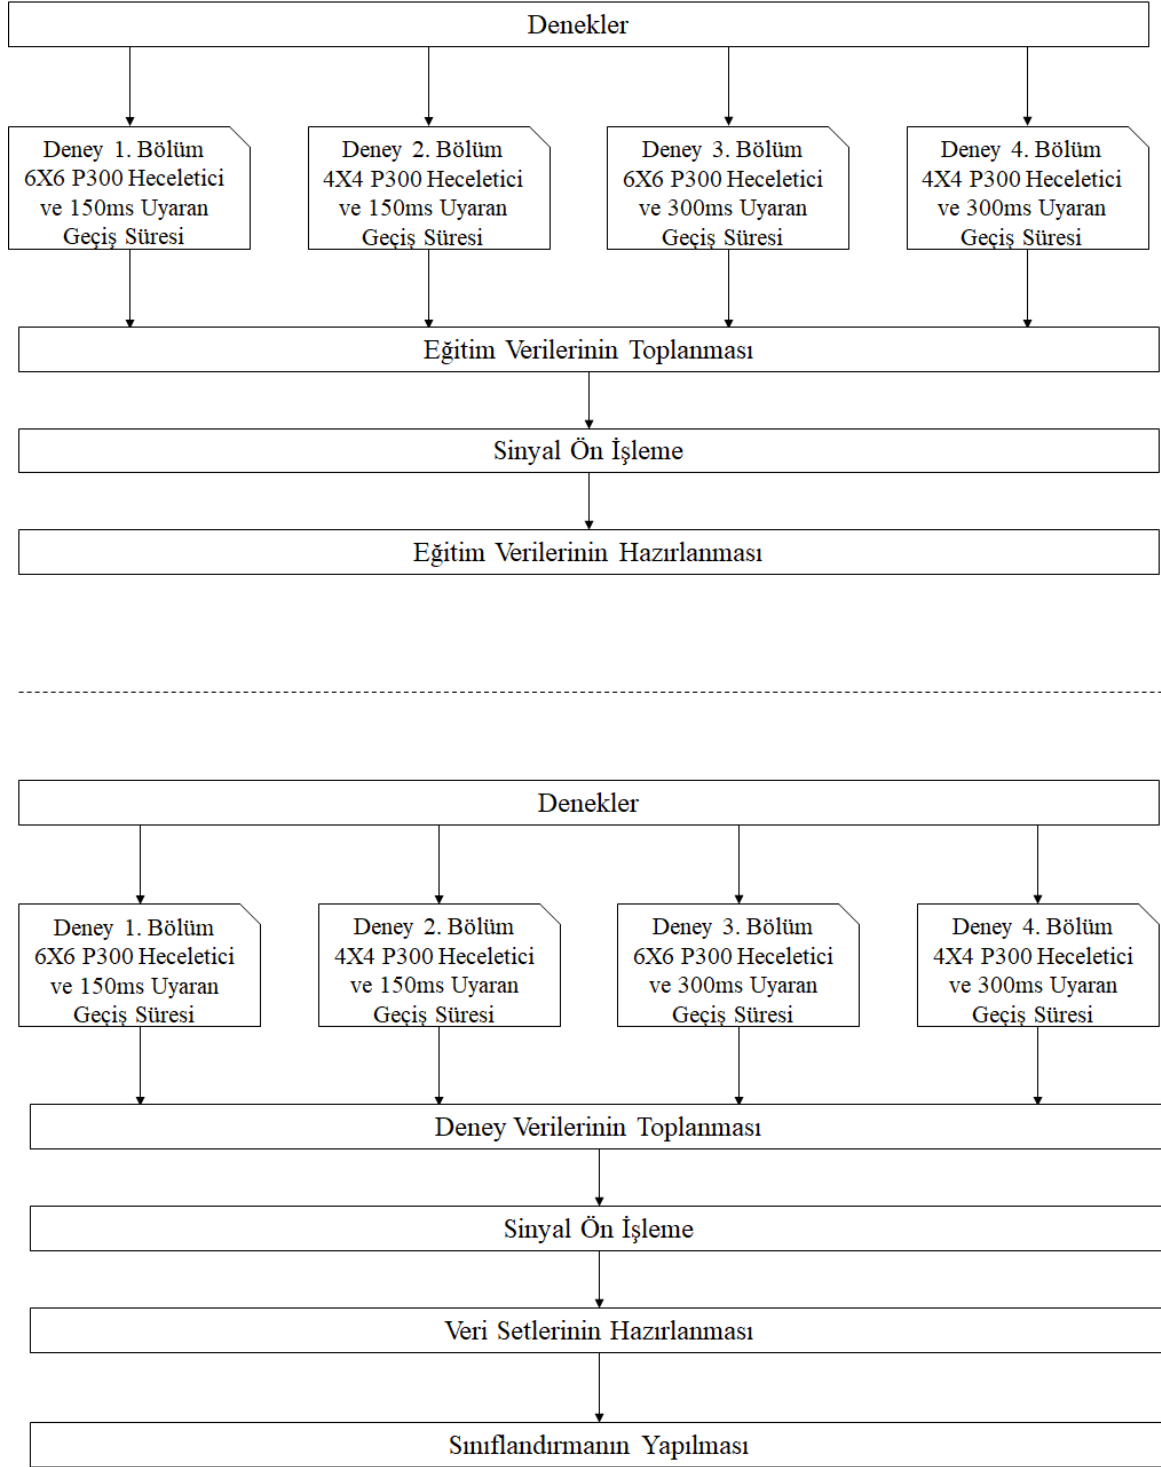 Denekler
Deney 1. Bölüm
6X6 P300 Heceletici
ve 150ms Uyaran
Geçiş Süresi
Deney 2. Bölüm
4X4 P300 Heceletici
ve 150ms Uyaran
Geçiş Süresi
Deney 3. Bölüm
6X6 P300 Heceletici
ve 300ms Uyaran
Geçiş Süresi
Deney 4. Bölüm
4X4 P300 Heceletici
ve 300ms Uyaran
Geçiş Süresi
Eğitim Verilerinin Toplanması
Sinyal Ön İşleme
Eğitim Verilerinin Hazırlanması
Denekler
Deney 1. Bölüm
6X6 P300 Heceletici
ve 150ms Uyaran
Geçiş Süresi
Deney 2. Bölüm
4X4 P300 Heceletici
ve 150ms Uyaran
Geçiş Süresi
Deney 3. Bölüm
6X6 P300 Heceletici
ve 300ms Uyaran
Geçiş Süresi
Deney 4. Bölüm
4X4 P300 Heceletici
ve 300ms Uyaran
Geçiş Süresi
Deney Verilerinin Toplanması
Sinyal Ön İşleme
Veri Setlerinin Hazırlanması
Sınıflandırmanın Yapılması